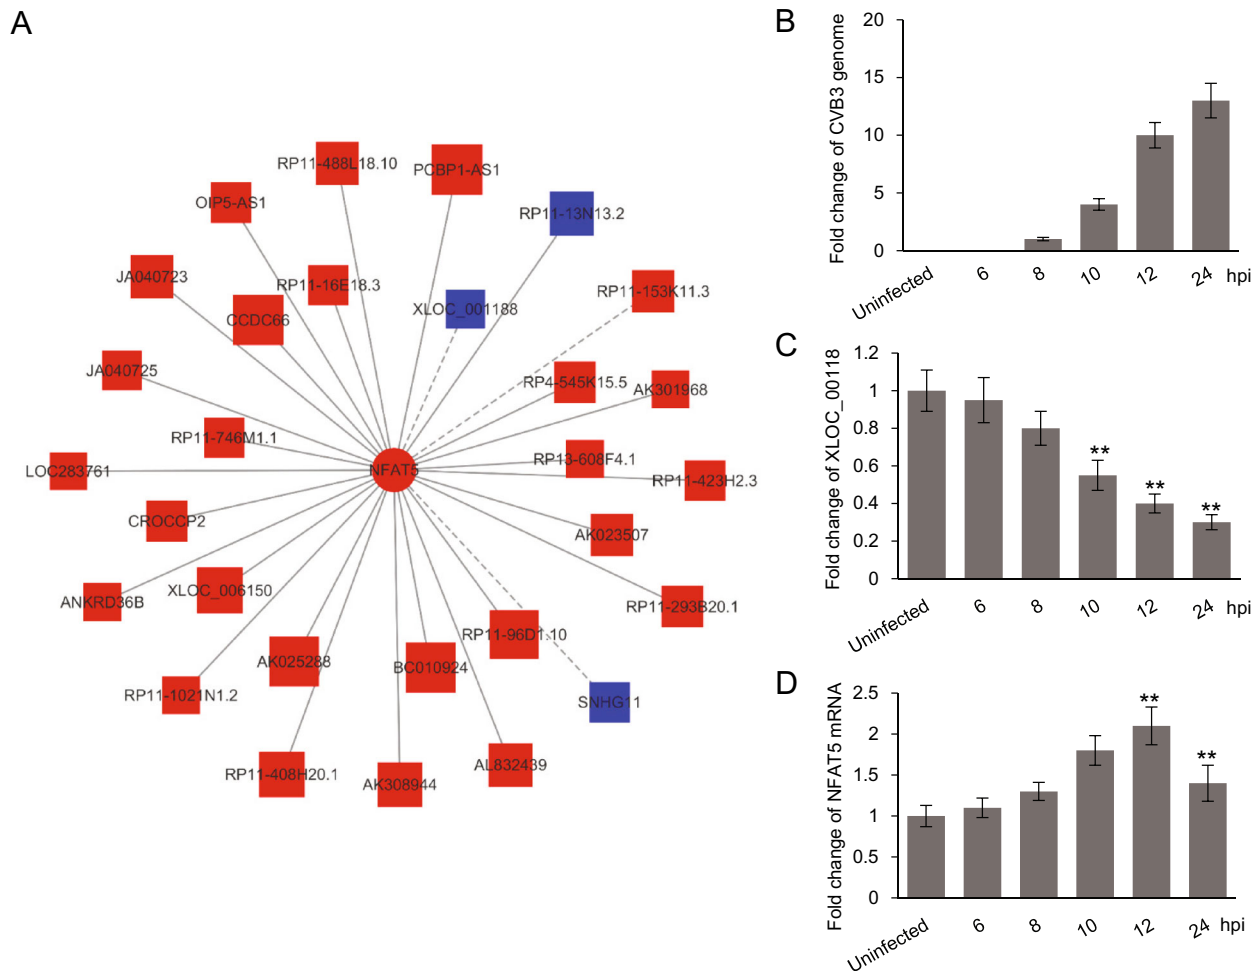 A
RP11-488L18.10
PCBP1-AS1
OIP5-AS1
RP11-13N13.2
JA040723
RP11-16E18.3
RP11-153K11.3
XLOC_001188
CCDC66
JA040725
RP4-545K15.5
AK301968
RP11-746M1.1
LOC283761
NFAT5
RP13-608F4.1
RP11-423H2.3
CROCCP2
AK023507
ANKRD36B
XLOC_006150
RP11-293B20.1
RP11-96D1.10
AK025288
BC010924
RP11-1021N1.2
SNHG11
RP11-408H20.1
AK308944
AL832439
B
Fold change of CVB3 genome
20
15
10
5
0
Uninfected 6 8 10 12 24 hpi
C
Fold change of XLOC_00118
1.2
1
0.8
0.6
0.4
0.2
0
** ** **
Uninfected 6 8 10 12 24 hpi
D
Fold change of NFAT5 mRNA
2.5
2
1.5
1
0.5
0
** **
Uninfected 6 8 10 12 24 hpi